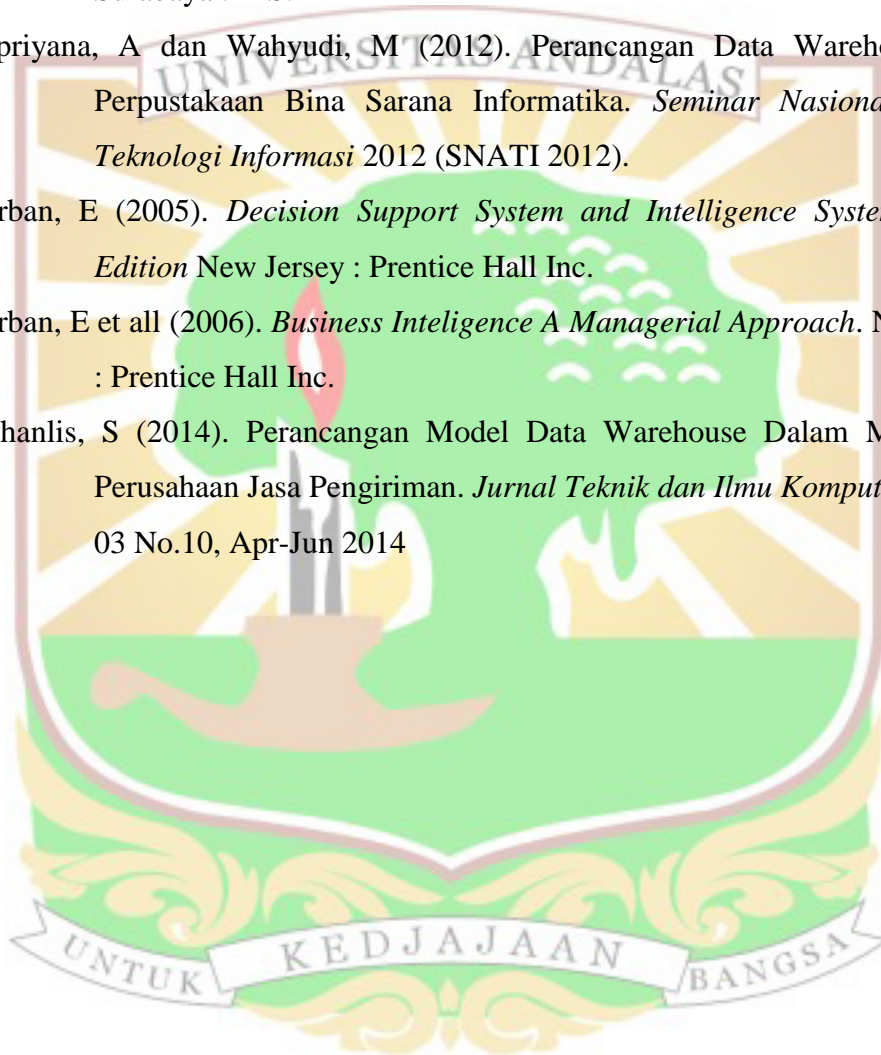 UNIVERSITAS ANDALAS
priyana, A dan Wahyudi, M (2012). Perancangan Data Wareho
Perpustakaan Bina Sarana Informatika. Seminar Nasiona
Teknologi Informasi 2012 (SNATI 2012).
rban, E (2005). Decision Support System and Intelligence Syste
Edition New Jersey : Prentice Hall Inc.
rban, E et all (2006). Business Inteligence A Managerial Approach. N
: Prentice Hall Inc.
hanlis, S (2014). Perancangan Model Data Warehouse Dalam M
Perusahaan Jasa Pengiriman. Jurnal Teknik dan Ilmu Komput
03 No.10, Apr-Jun 2014
UNTUK KEDJAJAAN BANGSA